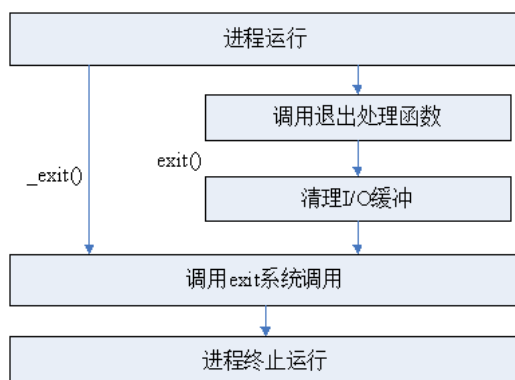 进程运行
调用退出处理函数
exit()
_exit()
清理I/O缓冲
调用exit系统调用
进程终止运行